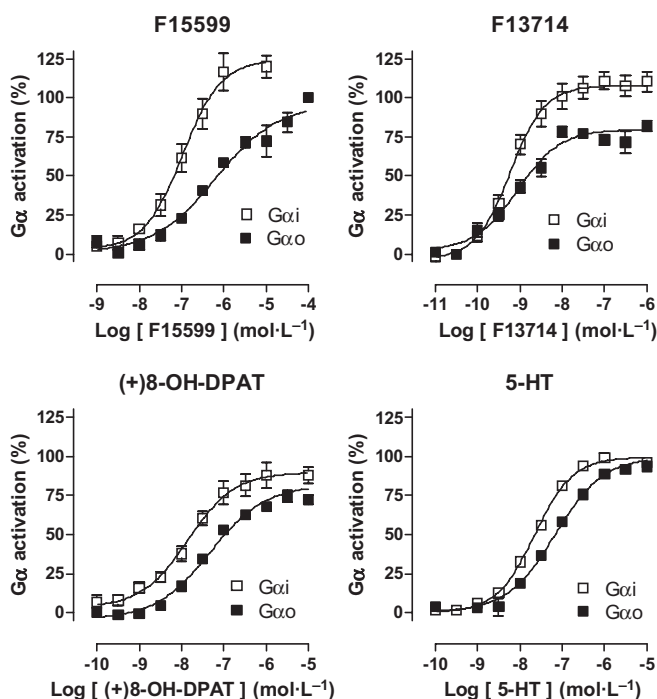 F15599
Gα activation (%)
125
100
75
50
25
0
Gαi
Gαo
-9 -8 -7 -6 -5 -4
Log [ F15599 ] (mol·L–1)
F13714
Gα activation (%)
125
100
75
50
25
0
Gαi
Gαo
-11 -10 -9 -8 -7 -6
Log [ F13714 ] (mol·L–1)
(+)8-OH-DPAT
Gα activation (%)
125
100
75
50
25
0
Gαi
Gαo
-10 -9 -8 -7 -6 -5
Log [ (+)8-OH-DPAT ] (mol·L–1)
5-HT
Gα activation (%)
125
100
75
50
25
0
Gαi
Gαo
-10 -9 -8 -7 -6 -5
Log [ 5-HT ] (mol·L–1)